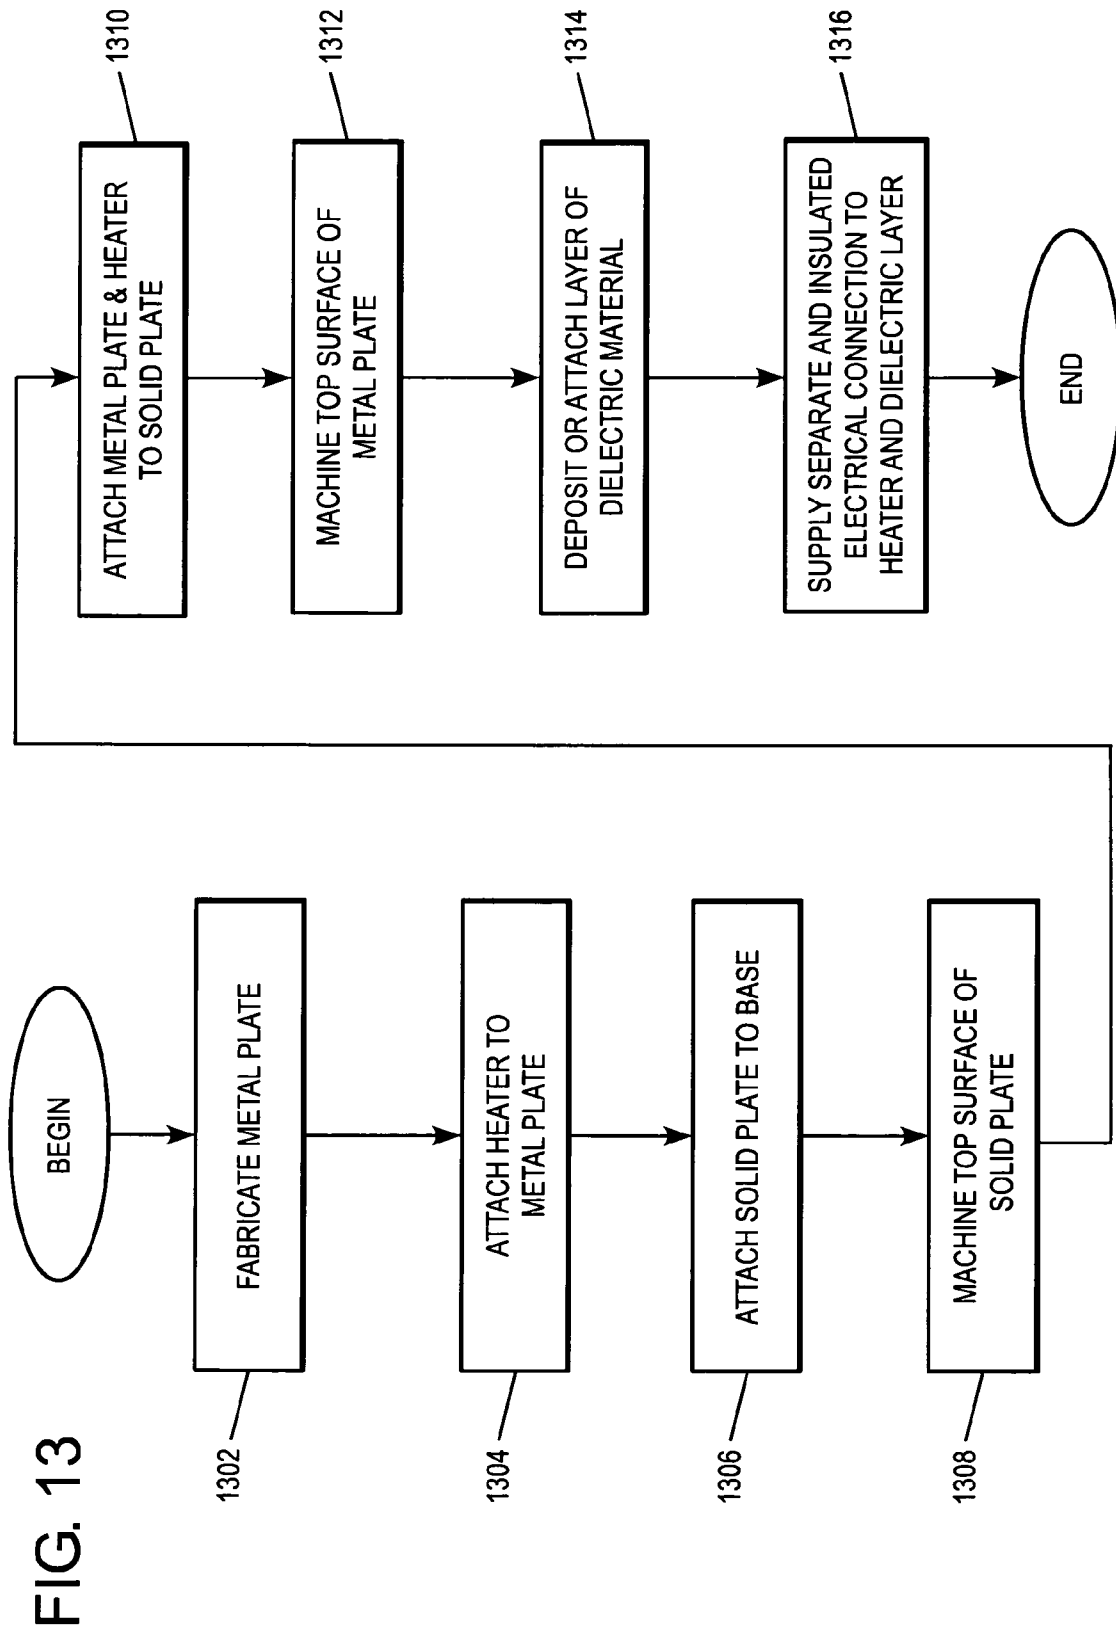 FIG. 13
BEGIN
FABRICATE METAL PLATE
1302
ATTACH HEATER TO
METAL PLATE
1304
ATTACH SOLID PLATE TO BASE
1306
MACHINE TOP SURFACE OF
SOLID PLATE
1308
ATTACH METAL PLATE & HEATER
TO SOLID PLATE
1310
MACHINE TOP SURFACE OF
METAL PLATE
1312
DEPOSIT OR ATTACH LAYER OF
DIELECTRIC MATERIAL
1314
SUPPLY SEPARATE AND INSULATED
ELECTRICAL CONNECTION TO
HEATER AND DIELECTRIC LAYER
1316
END